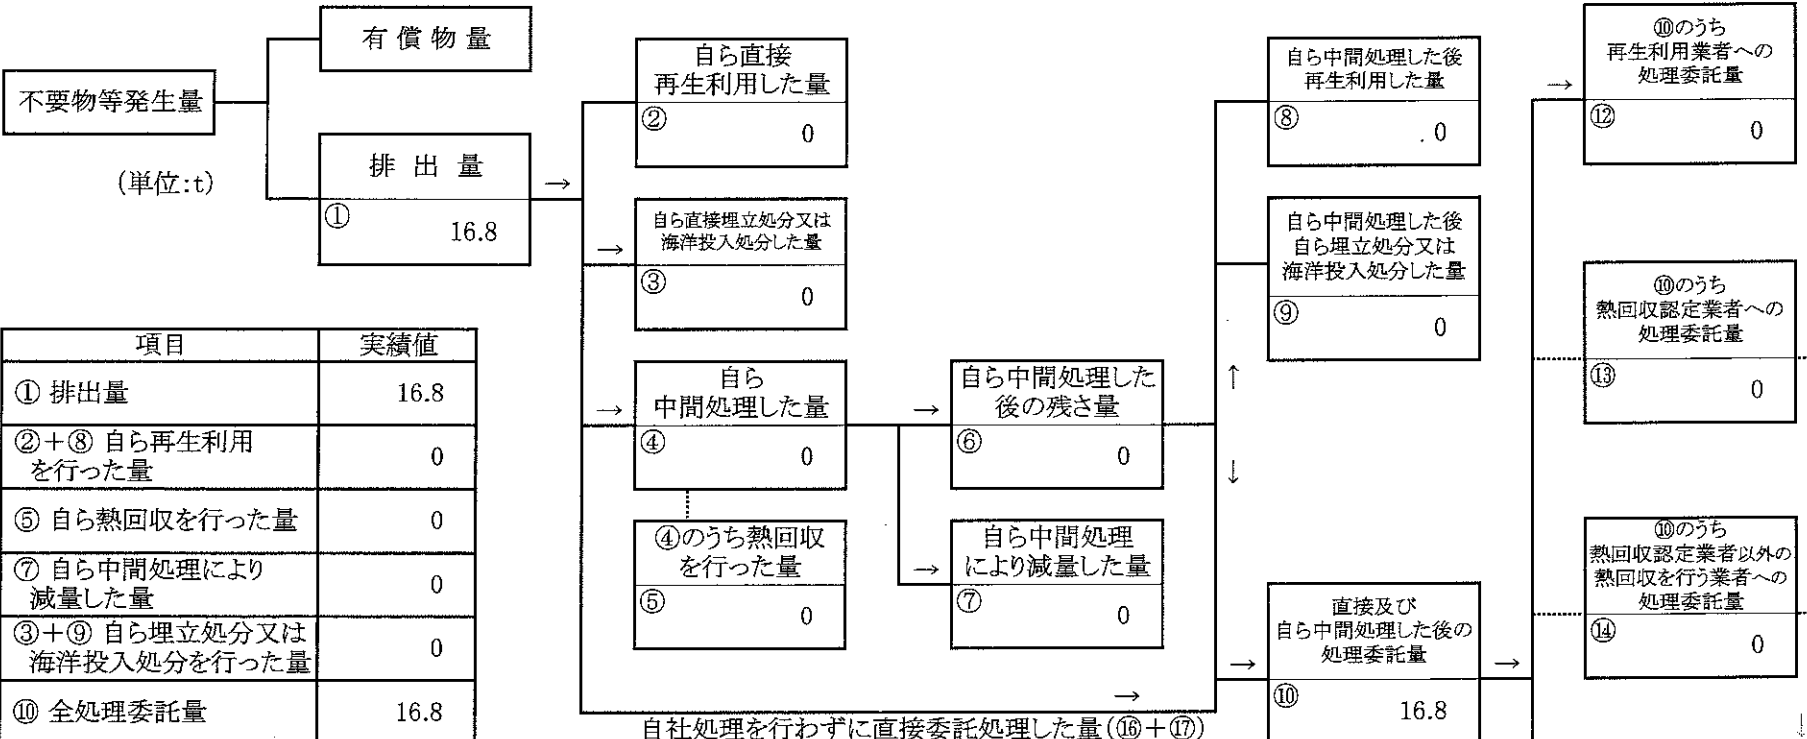 不要物等発生量
(単位:t)
有償物量
排出量
① 16.8
自ら直接
再生利用した量
② 0
自ら直接埋立処分又は
海洋投入処分した量
③ 0
自ら
中間処理した量
④ 0
④のうち熱回収
を行った量
⑤ 0
自ら中間処理した
後の残さ量
⑥ 0
自ら中間処理
により減量した量
⑦ 0
自ら中間処理した後
再生利用した量
⑧ 0
自ら中間処理した後
自ら埋立処分又は
海洋投入処分した量
⑨ 0
直接及び
自ら中間処理した後の
処理委託量
⑩ 16.8
⑩のうち
再生利用業者への
処理委託量
⑫ 0
⑩のうち
熱回収認定業者への
処理委託量
⑬ 0
⑩のうち
熱回収認定業者以外の
熱回収を行う業者への
処理委託量
⑭ 0
自社処理を行わずに直接委託処理した量(⑯+⑰)
項目 実績値
① 排出量 16.8
②+⑧ 自ら再生利用
を行った量 0
⑤ 自ら熱回収を行った量 0
⑦ 自ら中間処理により
減量した量 0
③+⑨ 自ら埋立処分又は
海洋投入処分を行った量 0
⑩ 全処理委託量 16.8